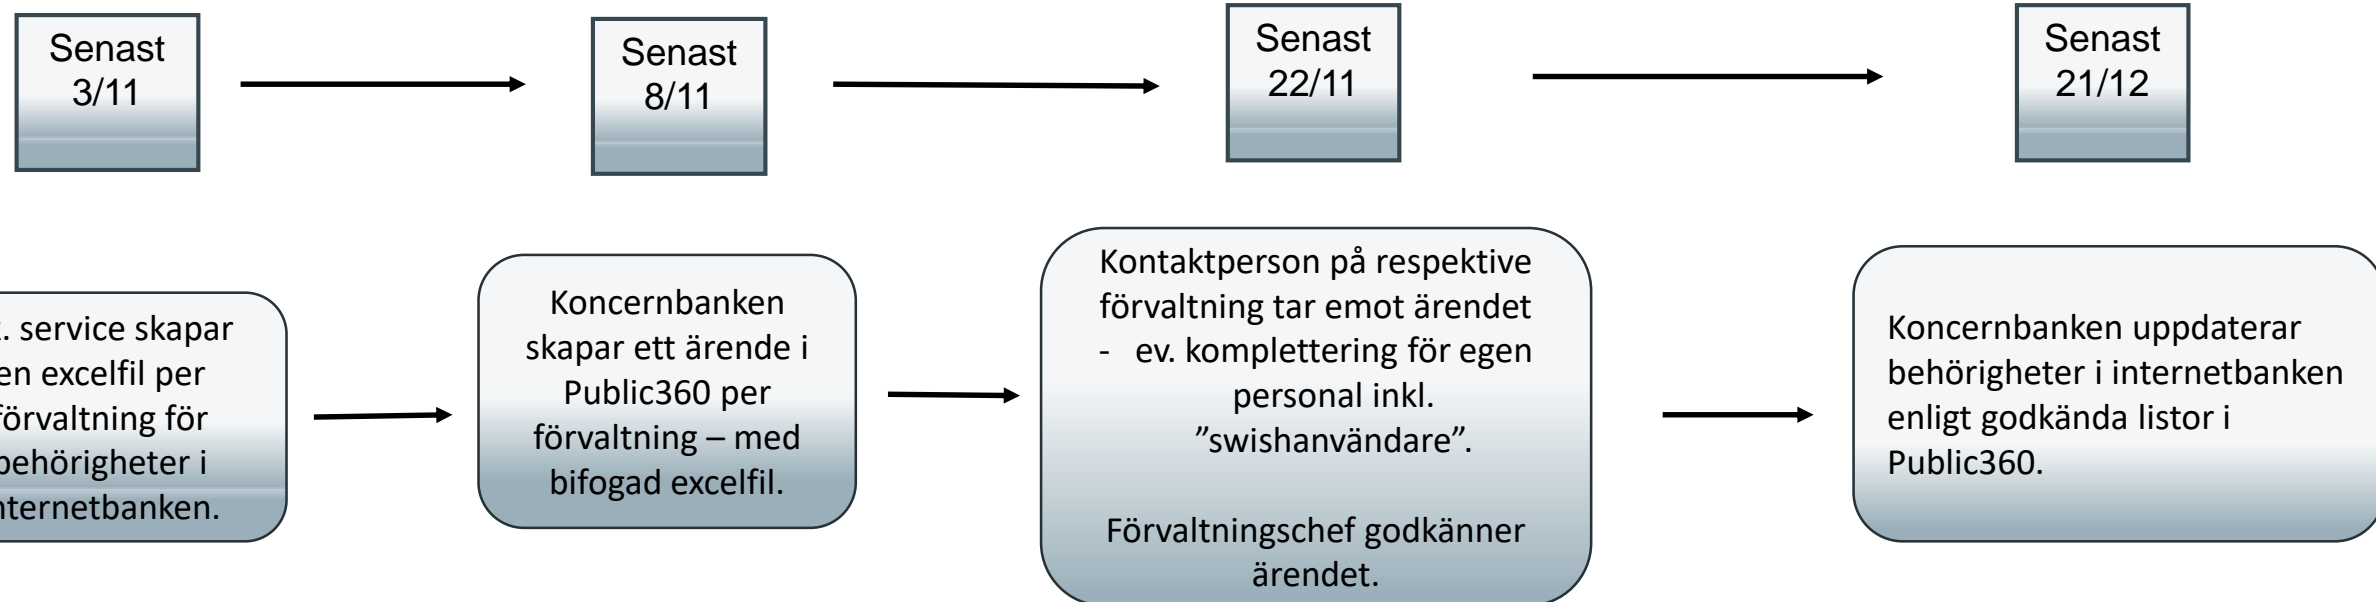 Senast
3/11
Senast
8/11
Senast
22/11
Senast
21/12
. service skapar
en excelfil per
förvaltning för
behörigheter i
nternetbanken.
Koncernbanken
skapar ett ärende i
Public360 per
förvaltning – med
bifogad excelfil.
Kontaktperson på respektive
förvaltning tar emot ärendet
- ev. komplettering för egen
personal inkl.
”swishanvändare”.
Förvaltningschef godkänner
ärendet.
Koncernbanken uppdaterar
behörigheter i internetbanken
enligt godkända listor i
Public360.